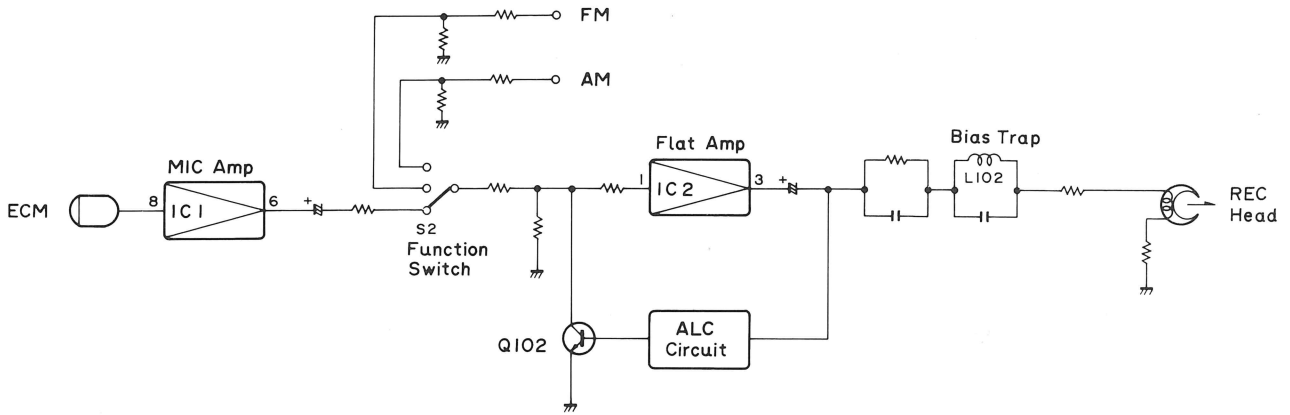 FM
AM
MIC Amp
Flat Amp
Bias Trap
ECM
8
IC1
6
+
S2
Function
Switch
1
IC2
3
+
L102
REC
Head
Q102
ALC
Circuit